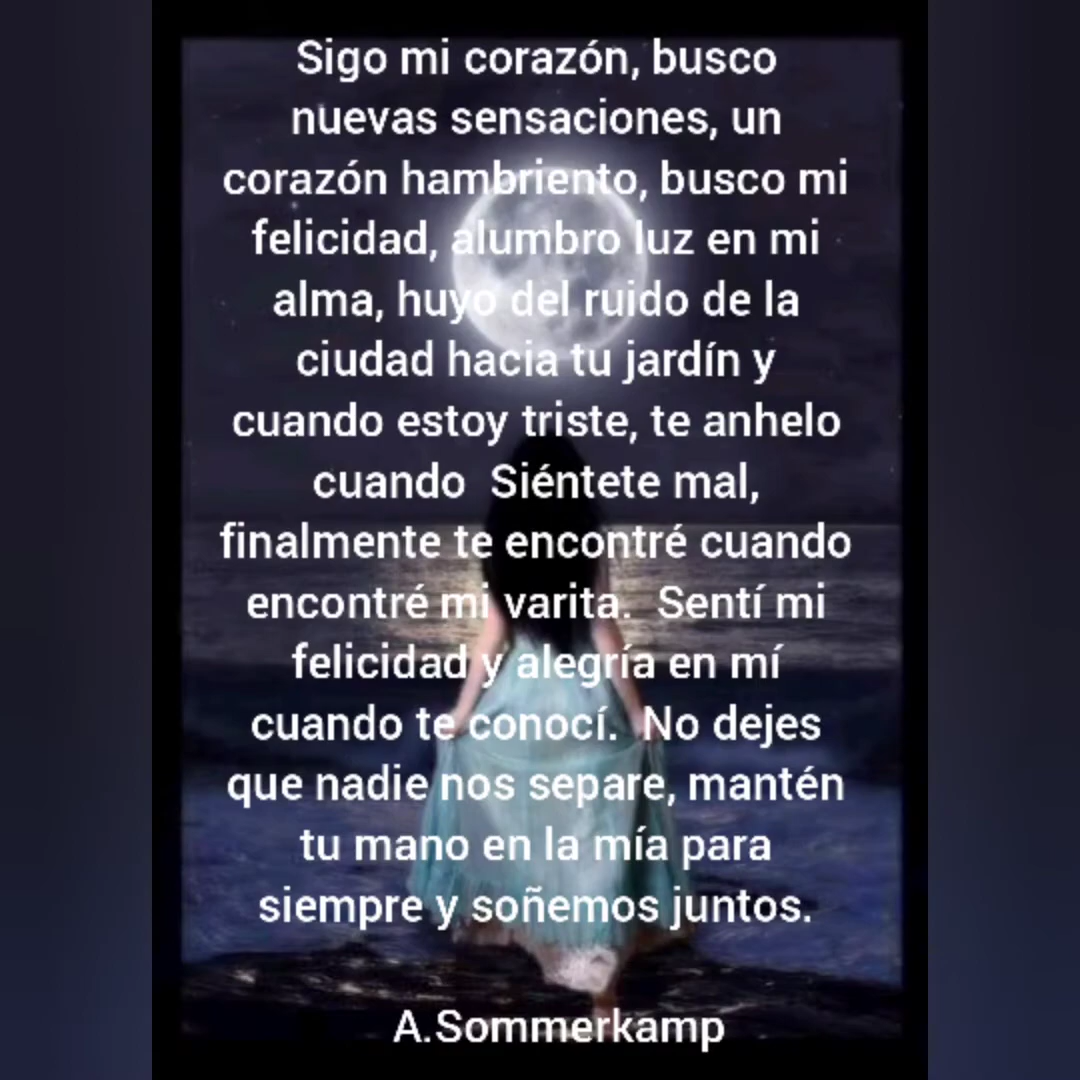 Sigo mi corazón, busco
nuevas sensaciones, un
corazón hambriento, busco mi
felicidad, alumbro luz en mi
alma, huyo del ruido de la
ciudad hacia tu jardín y
cuando estoy triste, te anhelo
cuando  Siéntete mal,
finalmente te encontré cuando
encontré mi varita.  Sentí mi
felicidad y alegría en mí
cuando te conocí.  No dejes
que nadie nos separe, mantén
tu mano en la mía para
siempre y soñemos juntos.
A.Sommerkamp